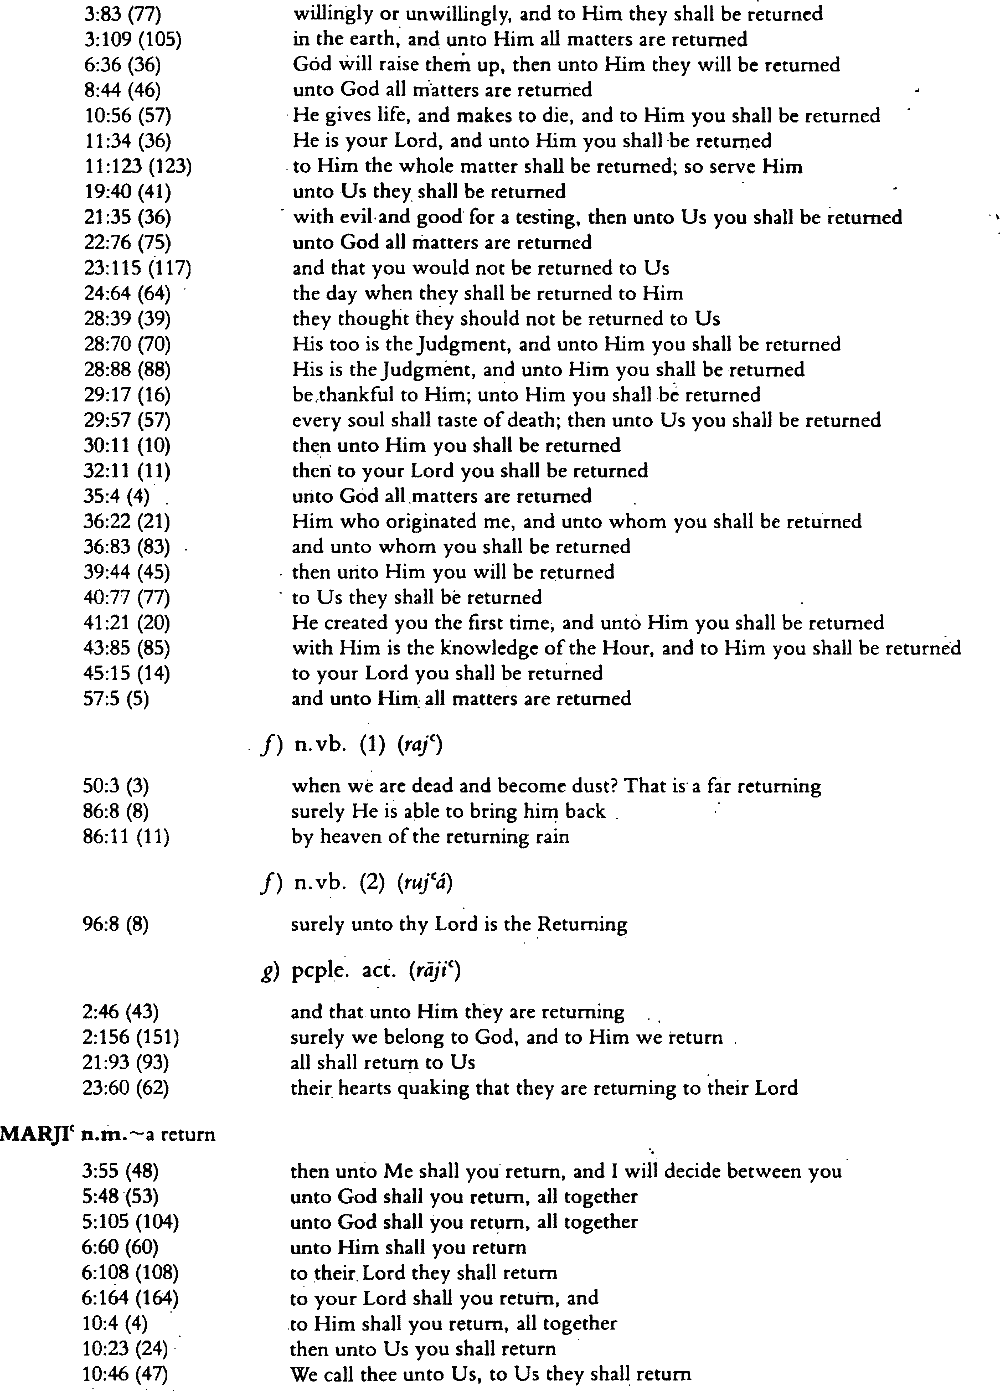 3:83 (77) willingly or unwillingly, and to Him they shall be returned
3:109 (105) in the earth, and unto Him all matters are returned
6:36 (36) God will raise them up, then unto Him they will be returned
8:44 (46) unto God all matters are returned
10:56 (57) He gives life, and makes to die, and to Him you shall be returned
11:34 (36) He is your Lord, and unto Him you shall be returned
11:123 (123) to Him the whole matter shall be returned; so serve Him
19:40 (41) unto Us they shall be returned
21:35 (36) with evil and good for a testing, then unto Us you shall be returned
22:76 (75) unto God all matters are returned
23:115 (117) and that you would not be returned to Us
24:64 (64) the day when they shall be returned to Him
28:39 (39) they thought they should not be returned to Us
28:70 (70) His too is the Judgment, and unto Him you shall be returned
28:88 (88) His is the Judgment, and unto Him you shall be returned
29:17 (16) be thankful to Him; unto Him you shall be returned
29:57 (57) every soul shall taste of death; then unto Us you shall be returned
30:11 (10) then unto Him you shall be returned
32:11 (11) then to your Lord you shall be returned
35:4 (4) unto God all matters are returned
36:22 (21) Him who originated me, and unto whom you shall be returned
36:83 (83) and unto whom you shall be returned
39:44 (45) then unto Him you will be returned
40:77 (77) to Us they shall be returned
41:21 (20) He created you the first time, and unto Him you shall be returned
43:85 (85) with Him is the knowledge of the Hour, and to Him you shall be returned
45:15 (14) to your Lord you shall be returned
57:5 (5) and unto Him all matters are returned
f) n.vb. (1) (rajʿ)
50:3 (3) when we are dead and become dust? That is a far returning
86:8 (8) surely He is able to bring him back
86:11 (11) by heaven of the returning rain
f) n.vb. (2) (rujʿá)
96:8 (8) surely unto thy Lord is the Returning
g) pcple. act. (rājiʿ)
2:46 (43) and that unto Him they are returning
2:156 (151) surely we belong to God, and to Him we return
21:93 (93) all shall return to Us
23:60 (62) their hearts quaking that they are returning to their Lord
MARJIʿ n.m.~a return
3:55 (48) then unto Me shall you return, and I will decide between you
5:48 (53) unto God shall you return, all together
5:105 (104) unto God shall you return, all together
6:60 (60) unto Him shall you return
6:108 (108) to their Lord they shall return
6:164 (164) to your Lord shall you return, and
10:4 (4) to Him shall you return, all together
10:23 (24) then unto Us you shall return
10:46 (47) We call thee unto Us, to Us they shall return